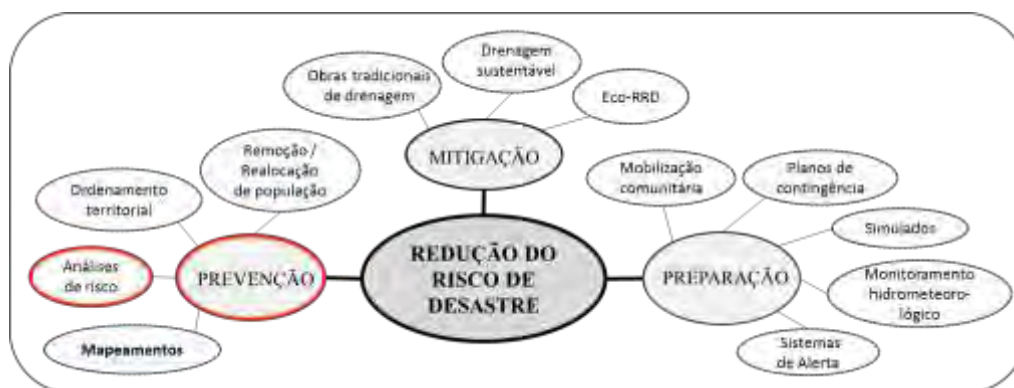 Drenagem
sustentável
Obras tradicionais
de drenagem
Eco-RRD
MITIGAÇÃO
Remoção /
Realocação
de população
Ordenamento
territorial
Análises
de risco
PREVENÇÃO
Mapeamentos
REDUÇÃO DO
RISCO DE
DESASTRE
Mobilização
comunitária
Planos de
contingência
Simulados
PREPARAÇÃO
Monitoramento
hidrometeoro-
lógico
Sistemas
de Alerta